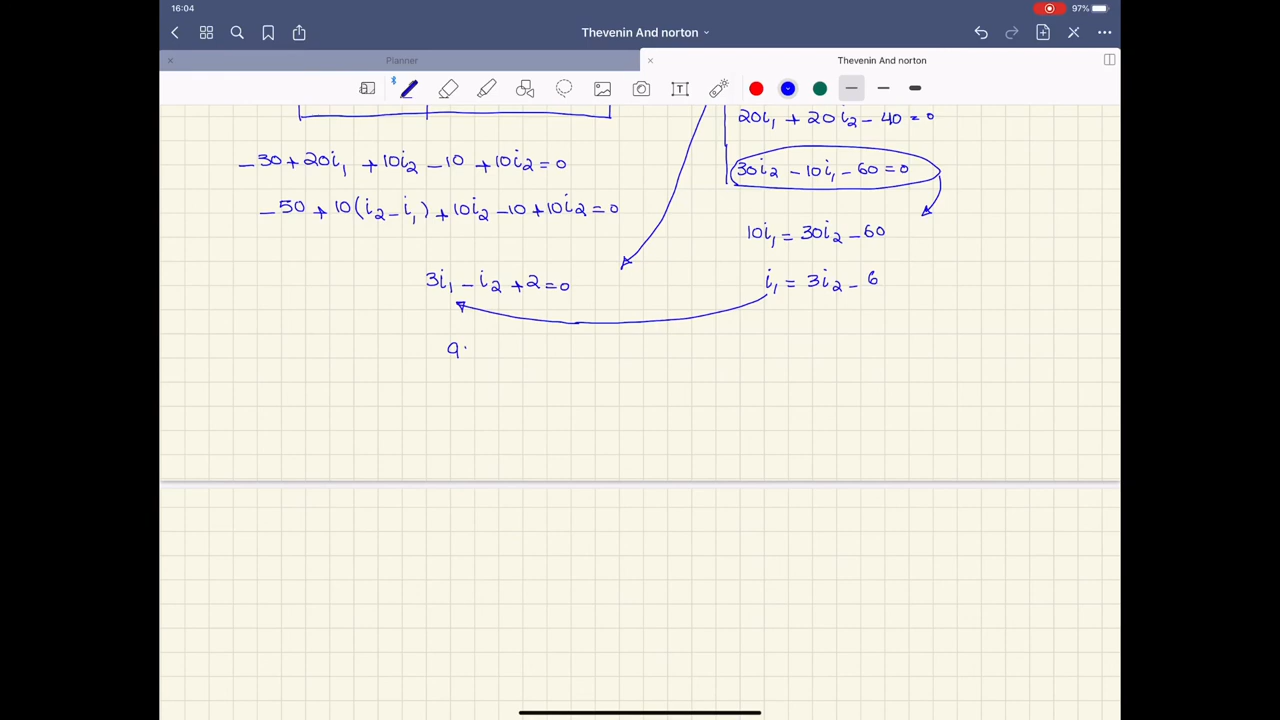 16:04
97%
Thevenin And norton
Planner
Thevenin And norton
20i₁ + 20i₂ - 40 = 0
-30 + 20i₁ + 10i₂ - 10 + 10i₂ = 0
30i₂ - 10i₁ - 60 = 0
-50 + 10(i₂ - i₁) + 10i₂ - 10 + 10i₂ = 0
10i₁ = 30i₂ - 60
3i₁ - i₂ + 2 = 0
i₁ = 3i₂ - 6
9